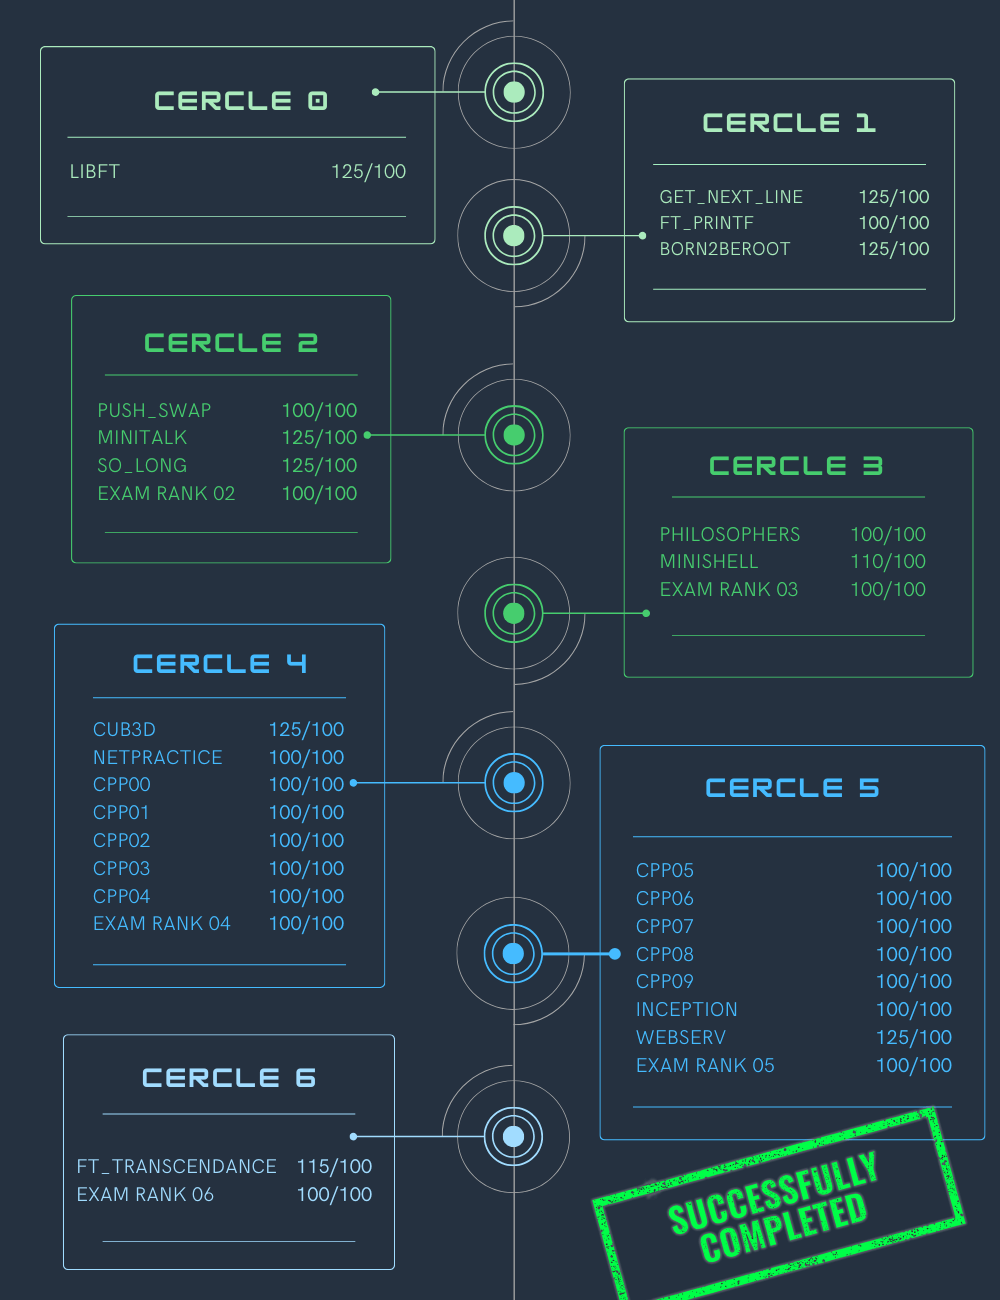 CERCLE 0
LIBFT 125/100
CERCLE 1
GET_NEXT_LINE 125/100
FT_PRINTF 100/100
BORN2BEROOT 125/100
CERCLE 2
PUSH_SWAP 100/100
MINITALK 125/100
SO_LONG 125/100
EXAM RANK 02 100/100
CERCLE 3
PHILOSOPHERS 100/100
MINISHELL 110/100
EXAM RANK 03 100/100
CERCLE 4
CUB3D 125/100
NETPRACTICE 100/100
CPP00 100/100
CPP01 100/100
CPP02 100/100
CPP03 100/100
CPP04 100/100
EXAM RANK 04 100/100
CERCLE 5
CPP05 100/100
CPP06 100/100
CPP07 100/100
CPP08 100/100
CPP09 100/100
INCEPTION 100/100
WEBSERV 125/100
EXAM RANK 05 100/100
CERCLE 6
FT_TRANSCENDANCE 115/100
EXAM RANK 06 100/100
SUCCESSFULLY
COMPLETED